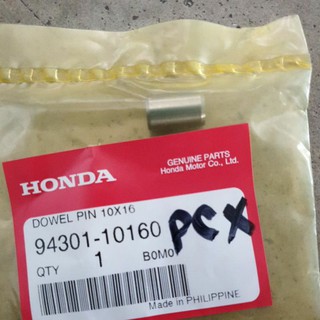 GENUINE PARTS
HONDA Honda Motor Co., Ltd.
DOWEL PIN 10X16
94301-10160 PCX
QTY 1 B0M0
Made in PHILIPPINE